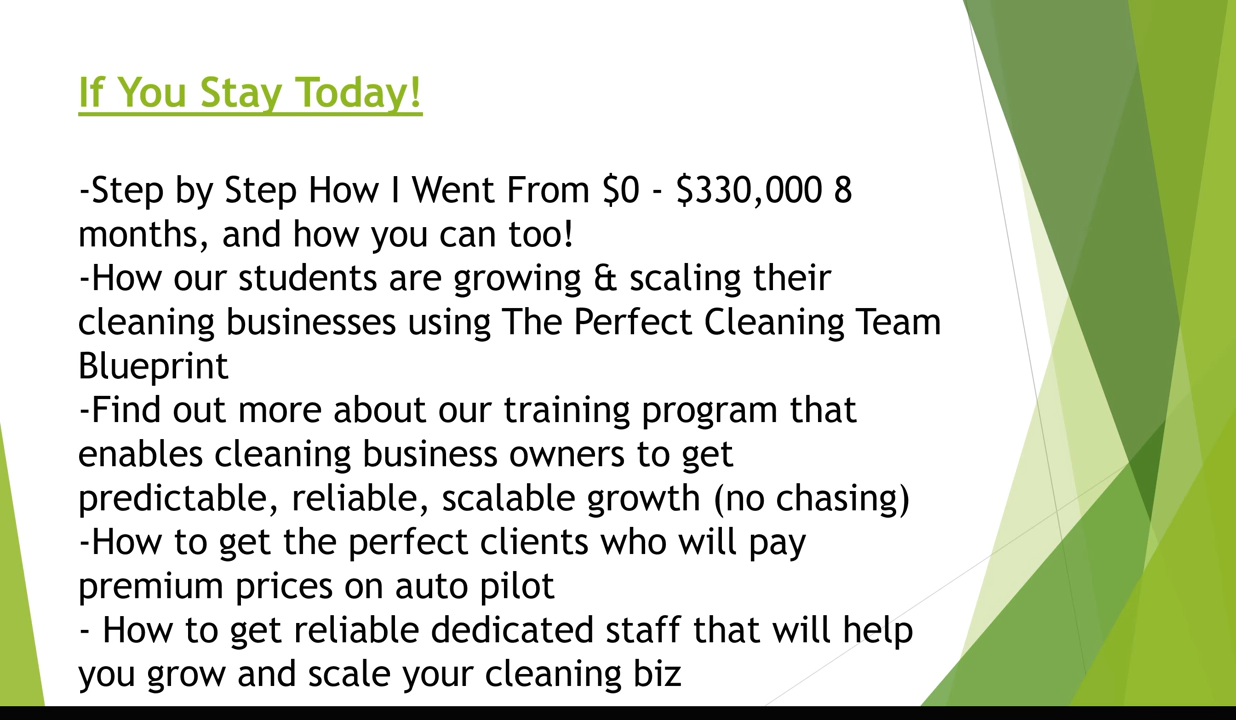 If You Stay Today!
-Step by Step How I Went From $0 - $330,000 8
months, and how you can too!
-How our students are growing & scaling their
cleaning businesses using The Perfect Cleaning Team
Blueprint
-Find out more about our training program that
enables cleaning business owners to get
predictable, reliable, scalable growth (no chasing)
-How to get the perfect clients who will pay
premium prices on auto pilot
- How to get reliable dedicated staff that will help
you grow and scale your cleaning biz